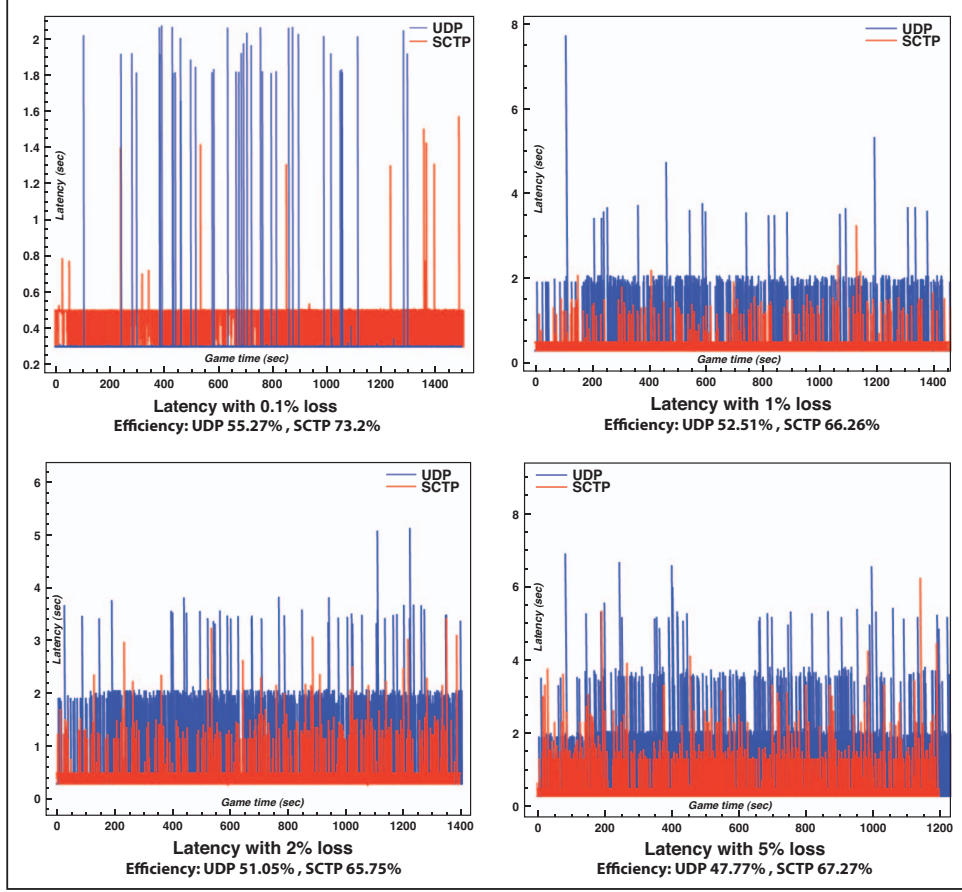 UDP
SCTP
2
1.8
1.6
1.4
1.2
1
0.8
0.6
0.4
0.2
Latency (sec)
Game time (sec)
0 200 400 600 800 1000 1200 1400
Latency with 0.1% loss
Efficiency: UDP 55.27% , SCTP 73.2%
UDP
SCTP
8
6
4
2
0
Latency (sec)
Game time (sec)
0 200 400 600 800 1000 1200 1400
Latency with 1% loss
Efficiency: UDP 52.51% , SCTP 66.26%
UDP
SCTP
6
5
4
3
2
1
0
Latency (sec)
Game time (sec)
0 200 400 600 800 1000 1200 1400
Latency with 2% loss
Efficiency: UDP 51.05% , SCTP 65.75%
UDP
SCTP
8
6
4
2
0
Latency (sec)
Game time (sec)
0 200 400 600 800 1000 1200
Latency with 5% loss
Efficiency: UDP 47.77% , SCTP 67.27%